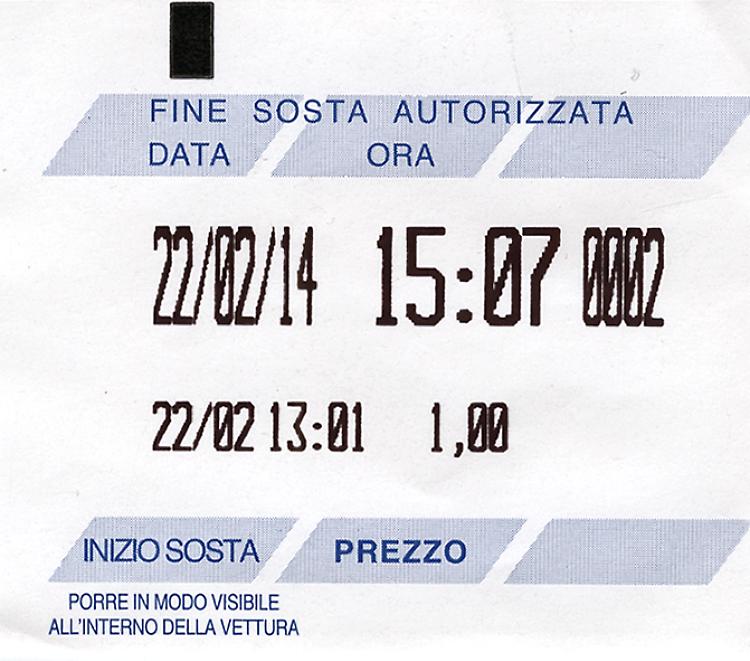 FINE SOSTA AUTORIZZATA
DATA ORA
22/02/14 15:07 0002
22/02 13:01 1,00
INIZIO SOSTA PREZZO
PORRE IN MODO VISIBILE
ALL'INTERNO DELLA VETTURA